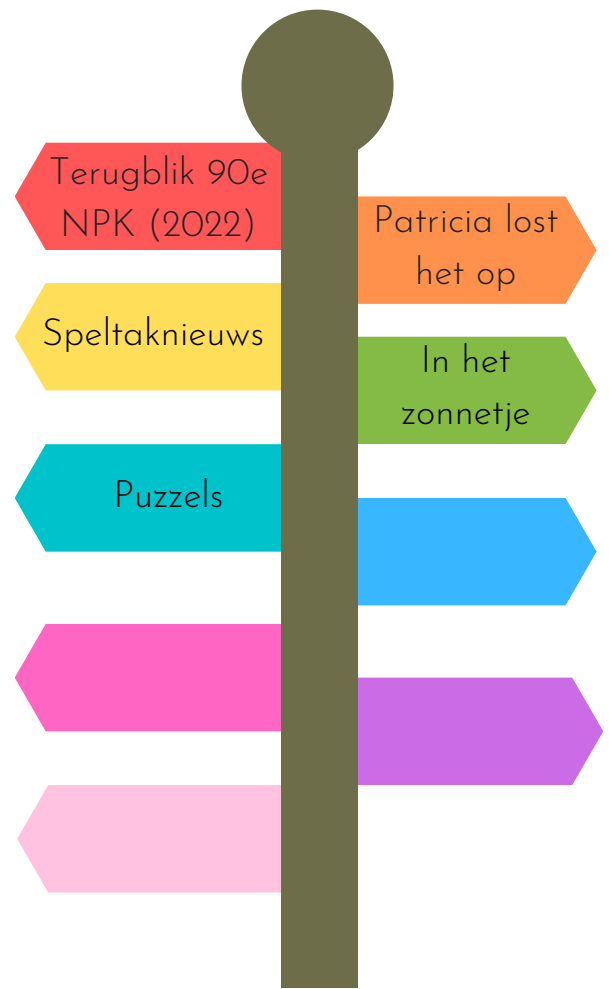 Terugblik 90e
NPK (2022)
Patricia lost
het op
Speltaknieuws
In het
zonnetje
Puzzels